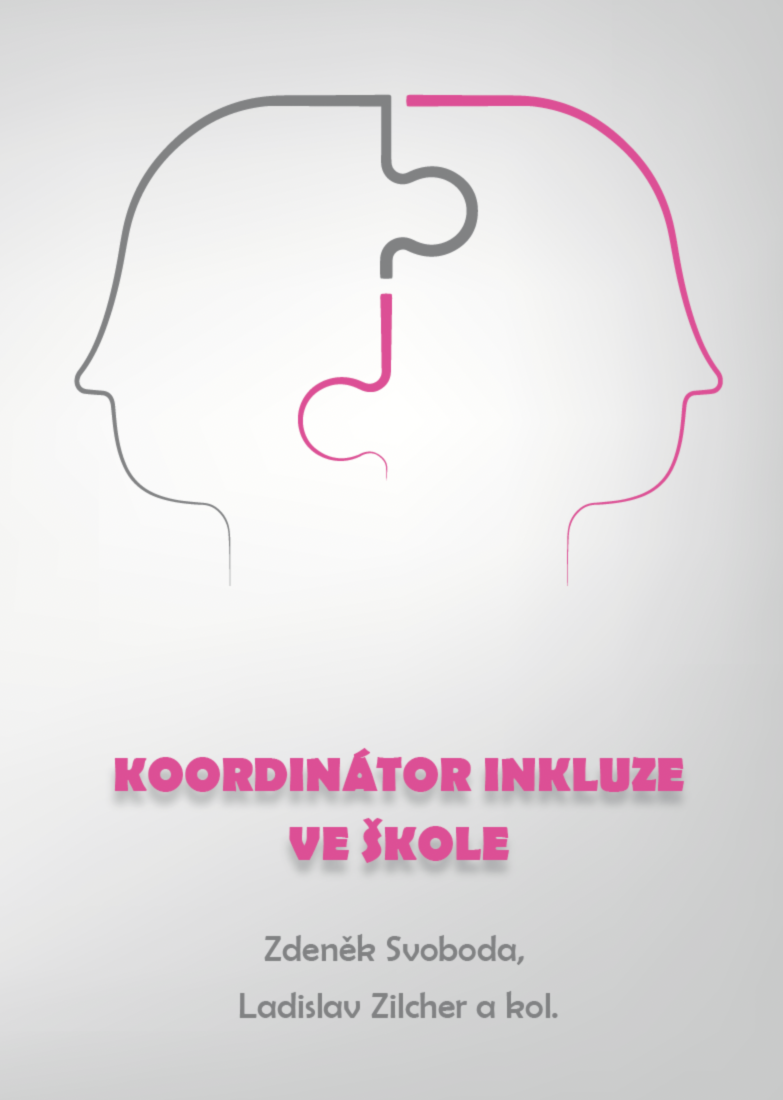 KOORDINÁTOR INKLUZE
VE ŠKOLE
Zdeněk Svoboda,
Ladislav Zilcher a kol.